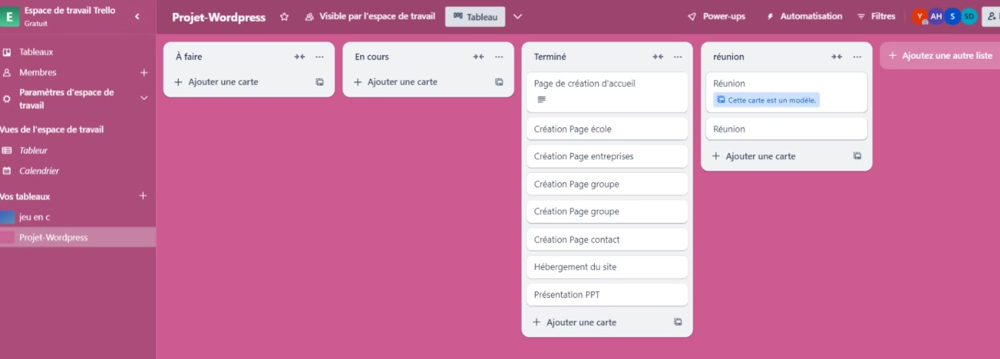 E
Espace de travail Trello
Gratuit
Tableaux
Membres
Paramètres d'espace de
travail
Vues de l'espace de travail
Tableur
Calendrier
Vos tableaux
jeu en c
Projet-Wordpress
Projet-Wordpress
Visible par l'espace de travail
Tableau
Power-ups
Automatisation
Filtres
Y
AH
S
SD
À faire
Ajouter une carte
En cours
Ajouter une carte
Terminé
Page de création d'accueil
Création Page école
Création Page entreprises
Création Page groupe
Création Page groupe
Création Page contact
Hébergement du site
Présentation PPT
Ajouter une carte
réunion
Réunion
Cette carte est un modèle.
Réunion
Ajouter une carte
Ajoutez une autre liste